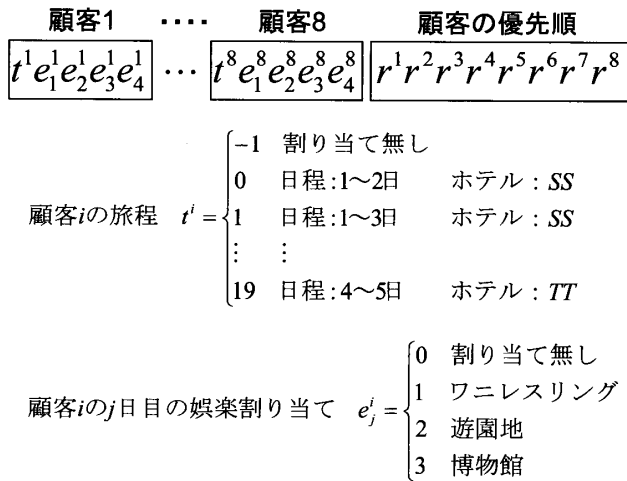 顧客1 ···· 顧客8 顧客の優先順
t¹e₁¹e₂¹e₃¹e₄¹ ··· t⁸e₁⁸e₂⁸e₃⁸e₄⁸ r¹r²r³r⁴r⁵r⁶r⁷r⁸
-1 割り当て無し
0 日程:1~2日 ホテル:SS
顧客iの旅程 tⁱ= 1 日程:1~3日 ホテル:SS
⋮ ⋮
19 日程:4~5日 ホテル:TT
0 割り当て無し
1 ワニレスリング
顧客iのj日目の娯楽割り当て eⱼⁱ=
2 遊園地
3 博物館